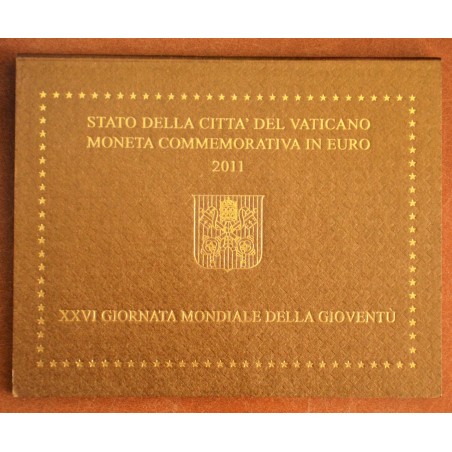 STATO DELLA CITTA' DEL VATICANO
MONETA COMMEMORATIVA IN EURO
2011
XXVI GIORNATA MONDIALE DELLA GIOVENTÙ